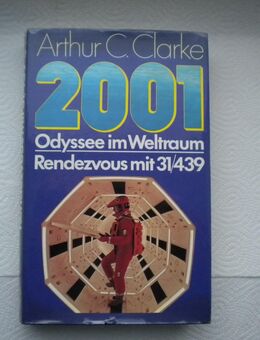 Arthur C. Clarke
2001
Odyssee im Weltraum
Rendezvous mit 31/439